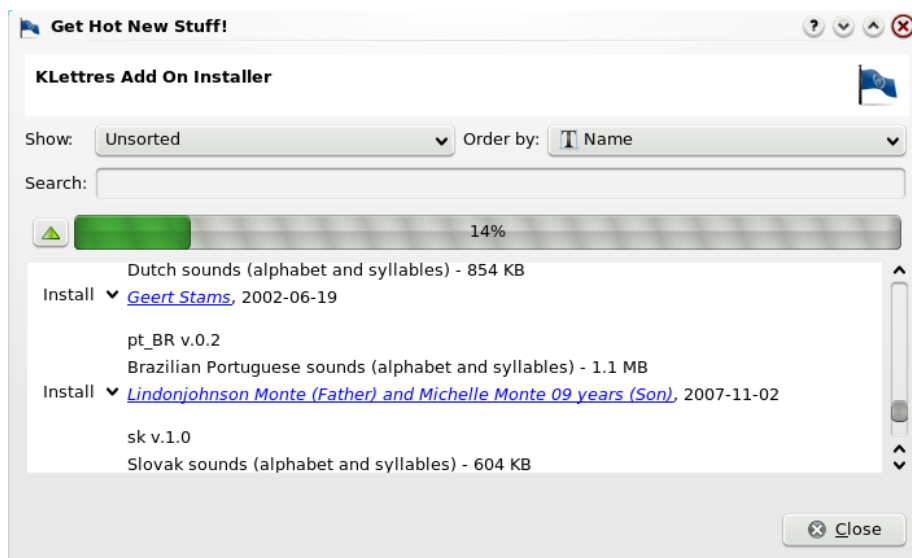 Get Hot New Stuff!
KLettres Add On Installer
Show: Unsorted Order by: T Name
Search:
14%
Dutch sounds (alphabet and syllables) - 854 KB
Install Geert Stams, 2002-06-19
pt_BR v.0.2
Brazilian Portuguese sounds (alphabet and syllables) - 1.1 MB
Install Lindonjohnson Monte (Father) and Michelle Monte 09 years (Son), 2007-11-02
sk v.1.0
Slovak sounds (alphabet and syllables) - 604 KB
Close